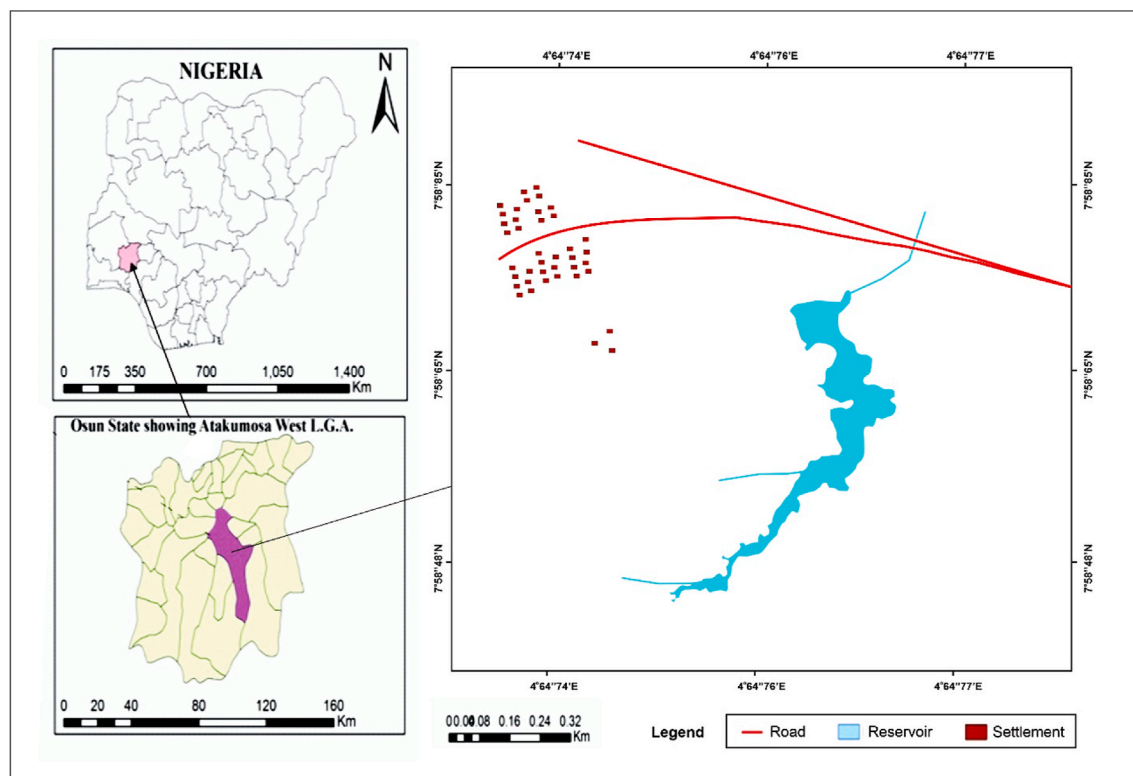 NIGERIA
N
0 175 350 700 1,050 1,400
Km
Osun State showing Atakumosa West L.G.A.
0 10 20 40 80 120 160
Km
4°64''74'E 4°64''76'E 4°64''77'E
7°58''85'N 7°58''85'N
7°58''65'N 7°58''65'N
7°58''48'N 7°58''48'N
4°64''74'E 4°64''76'E 4°64''77'E
0.08 0.16 0.24 0.32
Km
Legend Road Reservoir Settlement